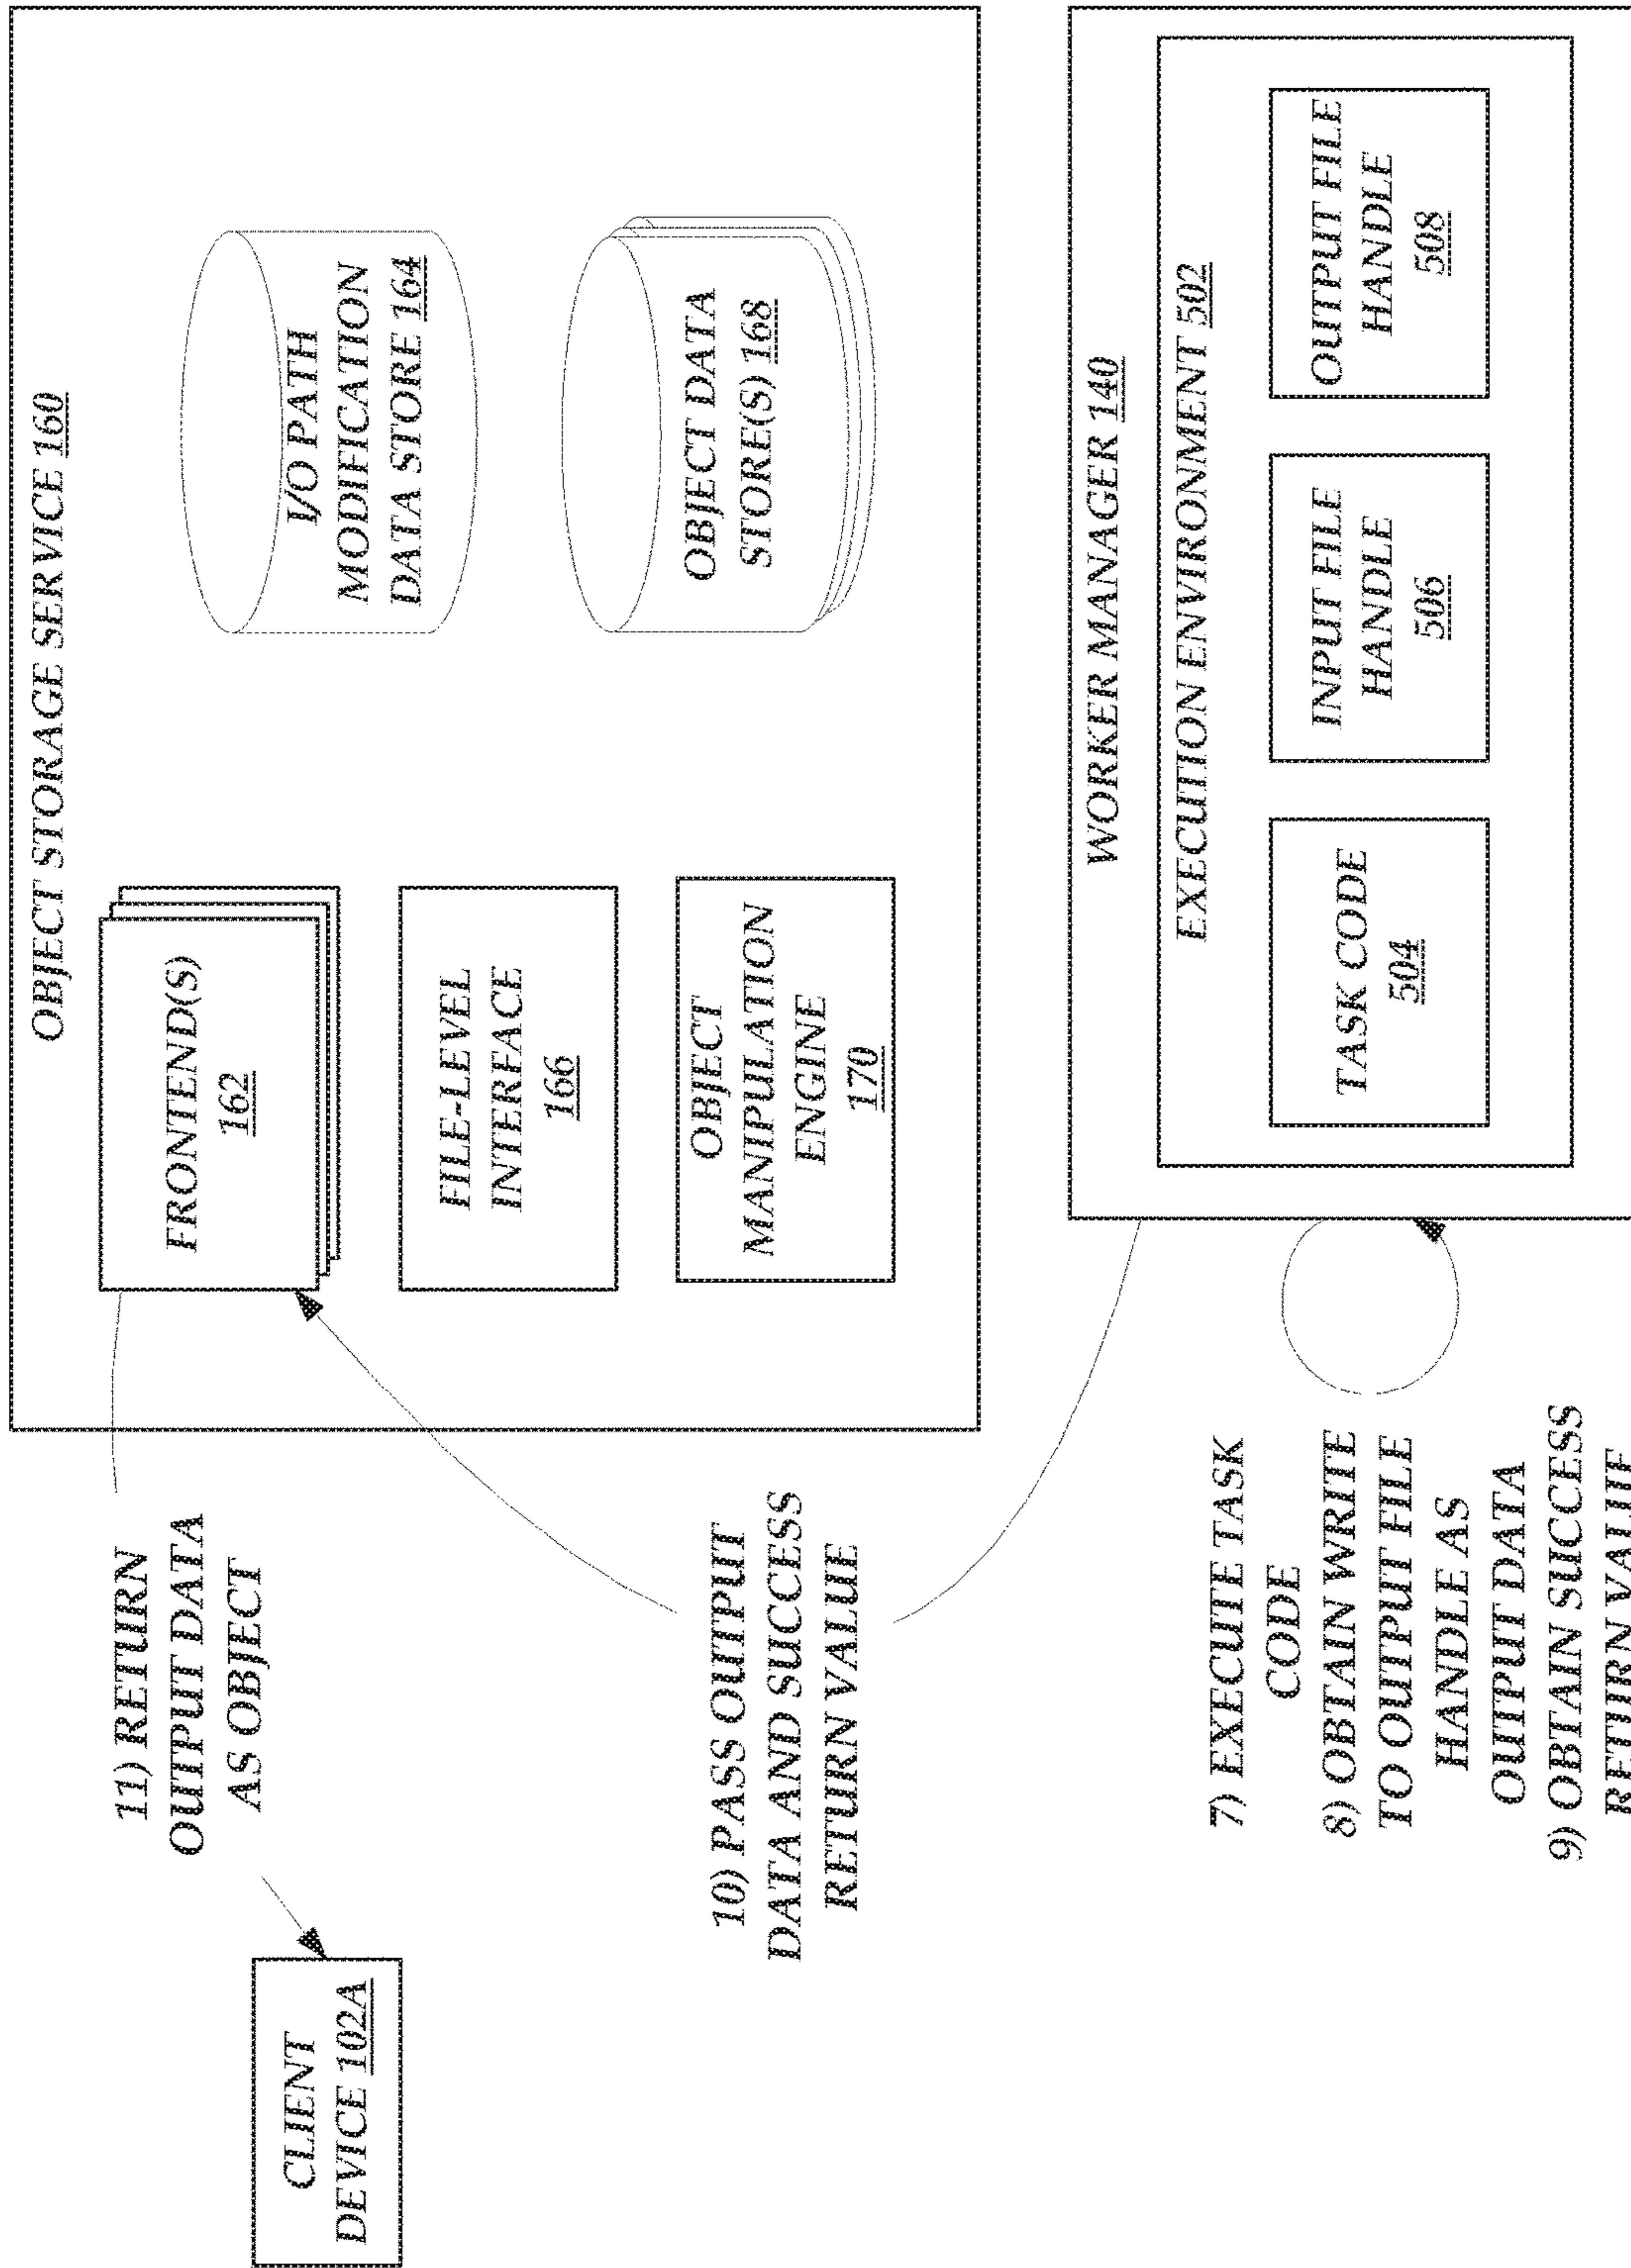 OBJECT STORAGE SERVICE 160
FRONTEND(S)
162
FILE-LEVEL
INTERFACE
166
OBJECT
MANIPULATION
ENGINE
170
I/O PATH
MODIFICATION
DATA STORE 164
OBJECT DATA
STORE(S) 168
CLIENT
DEVICE 102A
11) RETURN
OUTPUT DATA
AS OBJECT
10) PASS OUTPUT
DATA AND SUCCESS
RETURN VALUE
7) EXECUTE TASK
CODE
8) OBTAIN WRITE
TO OUTPUT FILE
HANDLE AS
OUTPUT DATA
9) OBTAIN SUCCESS
RETURN VALUE
WORKER MANAGER 140
EXECUTION ENVIRONMENT 502
TASK CODE
504
INPUT FILE
HANDLE
506
OUTPUT FILE
HANDLE
508